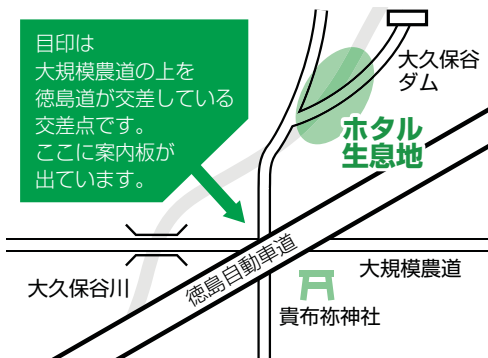 目印は
大規模農道の上を
徳島道が交差している
交差点です。
ここに案内板が
出ています。
大久保谷
ダム
ホタル
生息地
徳島自動車道
大久保谷川
大規模農道
貴布祢神社